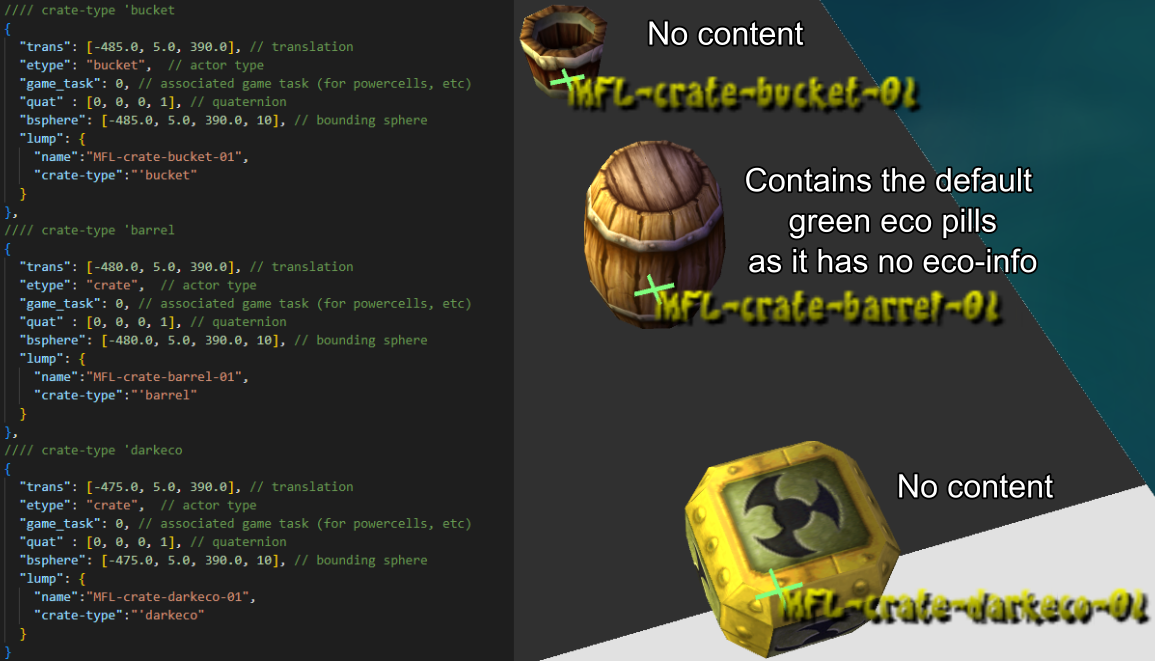 //// crate-type 'bucket
{
"trans": [-485.0, 5.0, 390.0], // translation
"etype": "bucket",  // actor type
"game_task": 0, // associated game task (for powercells, etc)
"quat" : [0, 0, 0, 1], // quaternion
"bsphere": [-485.0, 5.0, 390.0, 10], // bounding sphere
"lump": {
"name":"MFL-crate-bucket-01",
"crate-type":"'bucket"
}
},
//// crate-type 'barrel
{
"trans": [-480.0, 5.0, 390.0], // translation
"etype": "crate",  // actor type
"game_task": 0, // associated game task (for powercells, etc)
"quat" : [0, 0, 0, 1], // quaternion
"bsphere": [-480.0, 5.0, 390.0, 10], // bounding sphere
"lump": {
"name":"MFL-crate-barrel-01",
"crate-type":"'barrel"
}
},
//// crate-type 'darkeco
{
"trans": [-475.0, 5.0, 390.0], // translation
"etype": "crate",  // actor type
"game_task": 0, // associated game task (for powercells, etc)
"quat" : [0, 0, 0, 1], // quaternion
"bsphere": [-475.0, 5.0, 390.0, 10], // bounding sphere
"lump": {
"name":"MFL-crate-darkeco-01",
"crate-type":"'darkeco"
}
}
No content
MFL-crate-bucket-01
Contains the default
green eco pills
as it has no eco-info
MFL-crate-barrel-01
No content
MFL-crate-darkeco-01